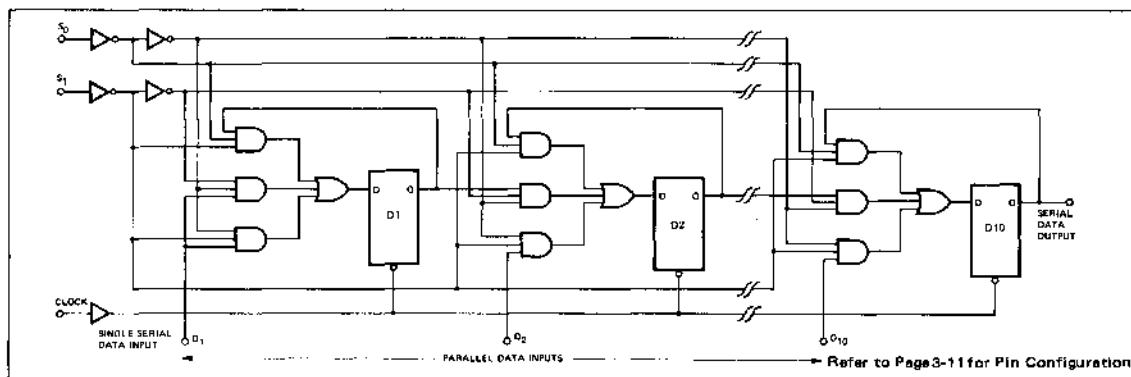 S0
S1
D Q
D1
D Q
D2
D Q
D10
SERIAL
DATA
OUTPUT
CLOCK
SINGLE SERIAL
DATA INPUT
D1
D2
D10
PARALLEL DATA INPUTS
Refer to Page 3-11 for Pin Configuration